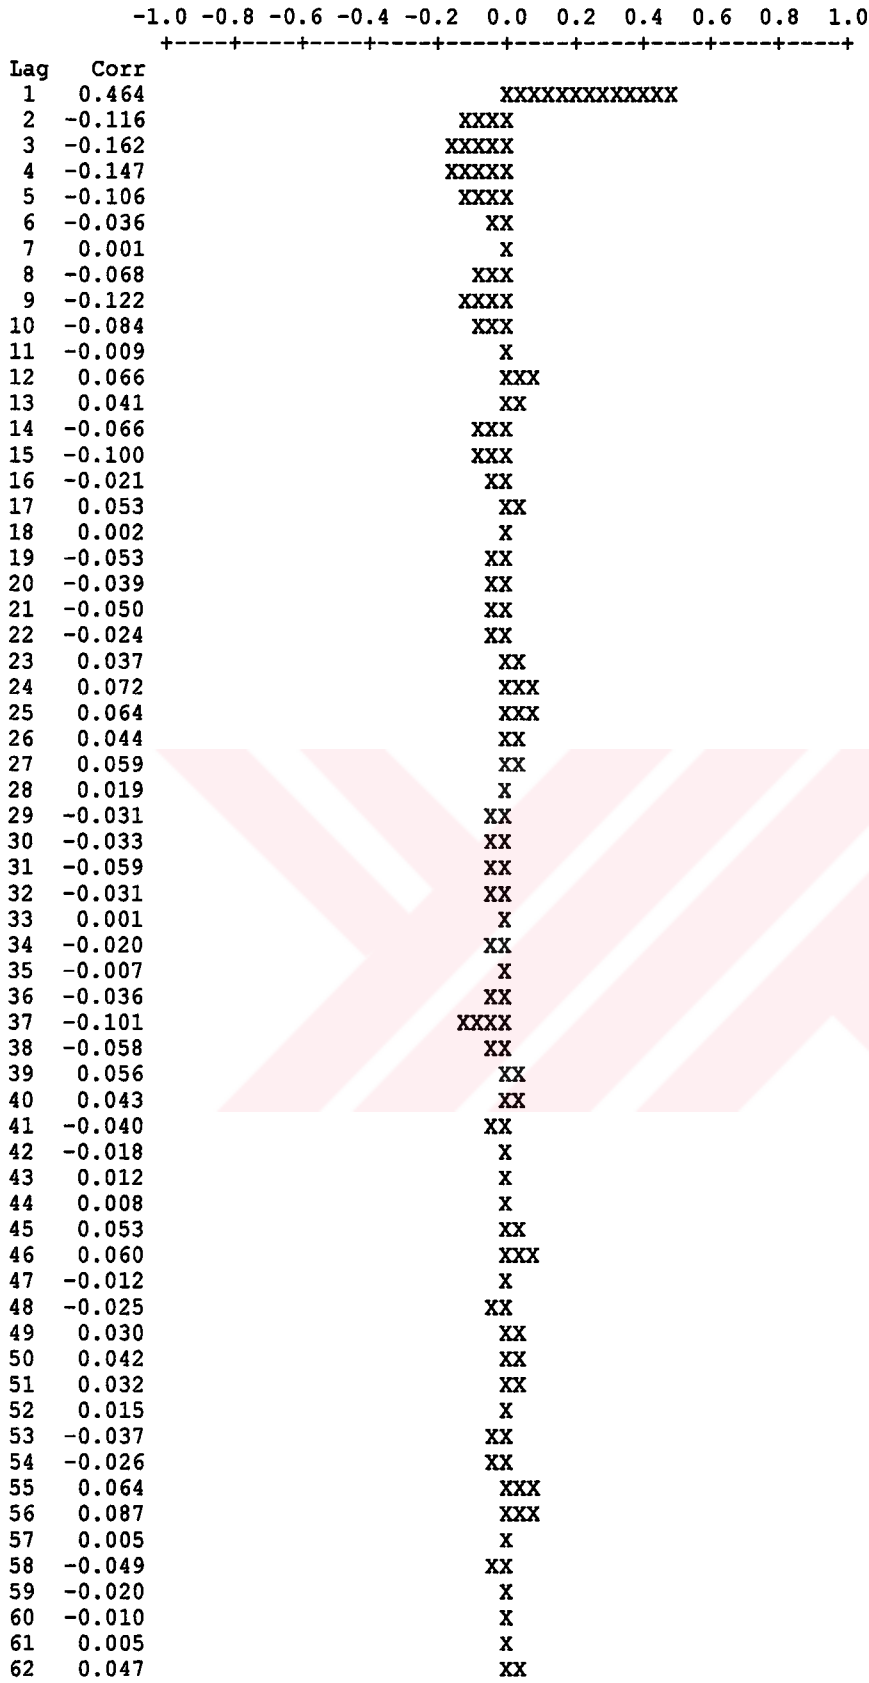 -1.0 -0.8 -0.6 -0.4 -0.2 0.0 0.2 0.4 0.6 0.8 1.0
+----+----+----+----+----+----+----+----+----+----+
Lag Corr
1 0.464 XXXXXXXXXXXXX
2 -0.116 XXXX
3 -0.162 XXXXX
4 -0.147 XXXXX
5 -0.106 XXXX
6 -0.036 XX
7 0.001 X
8 -0.068 XXX
9 -0.122 XXXX
10 -0.084 XXX
11 -0.009 X
12 0.066 XXX
13 0.041 XX
14 -0.066 XXX
15 -0.100 XXX
16 -0.021 XX
17 0.053 XX
18 0.002 X
19 -0.053 XX
20 -0.039 XX
21 -0.050 XX
22 -0.024 XX
23 0.037 XX
24 0.072 XXX
25 0.064 XXX
26 0.044 XX
27 0.059 XX
28 0.019 X
29 -0.031 XX
30 -0.033 XX
31 -0.059 XX
32 -0.031 XX
33 0.001 X
34 -0.020 XX
35 -0.007 X
36 -0.036 XX
37 -0.101 XXXX
38 -0.058 XX
39 0.056 XX
40 0.043 XX
41 -0.040 XX
42 -0.018 X
43 0.012 X
44 0.008 X
45 0.053 XX
46 0.060 XXX
47 -0.012 X
48 -0.025 XX
49 0.030 XX
50 0.042 XX
51 0.032 XX
52 0.015 X
53 -0.037 XX
54 -0.026 XX
55 0.064 XXX
56 0.087 XXX
57 0.005 X
58 -0.049 XX
59 -0.020 X
60 -0.010 X
61 0.005 X
62 0.047 XX